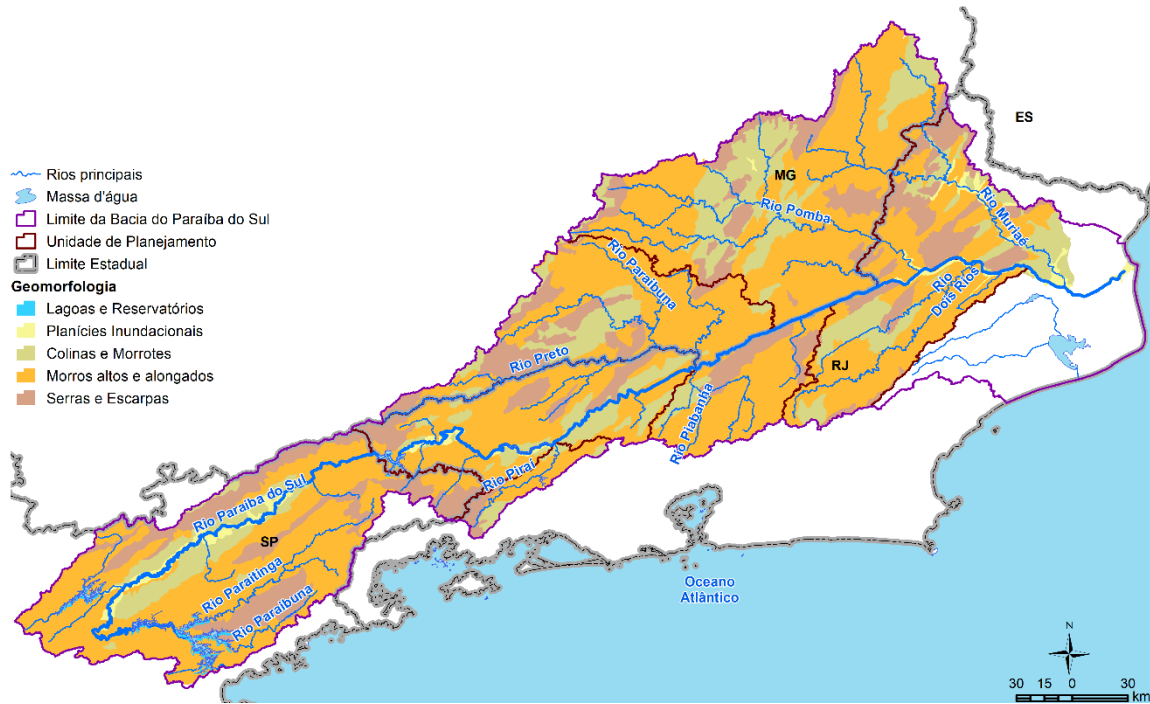 Rios principais
Massa d'água
Limite da Bacia do Paraíba do Sul
Unidade de Planejamento
Limite Estadual
Geomorfologia
Lagoas e Reservatórios
Planícies Inundacionais
Colinas e Morrotes
Morros altos e alongados
Serras e Escarpas
ES
MG
Rio Muriaé
Rio Pomba
Rio Paraibuna
Rio
Dois Rios
Rio Preto
RJ
Rio Piabanha
Rio Piraí
Rio Paraíba do Sul
SP
Rio Paraitinga
Rio Paraibuna
Oceano
Atlântico
N
30 15 0 30
km